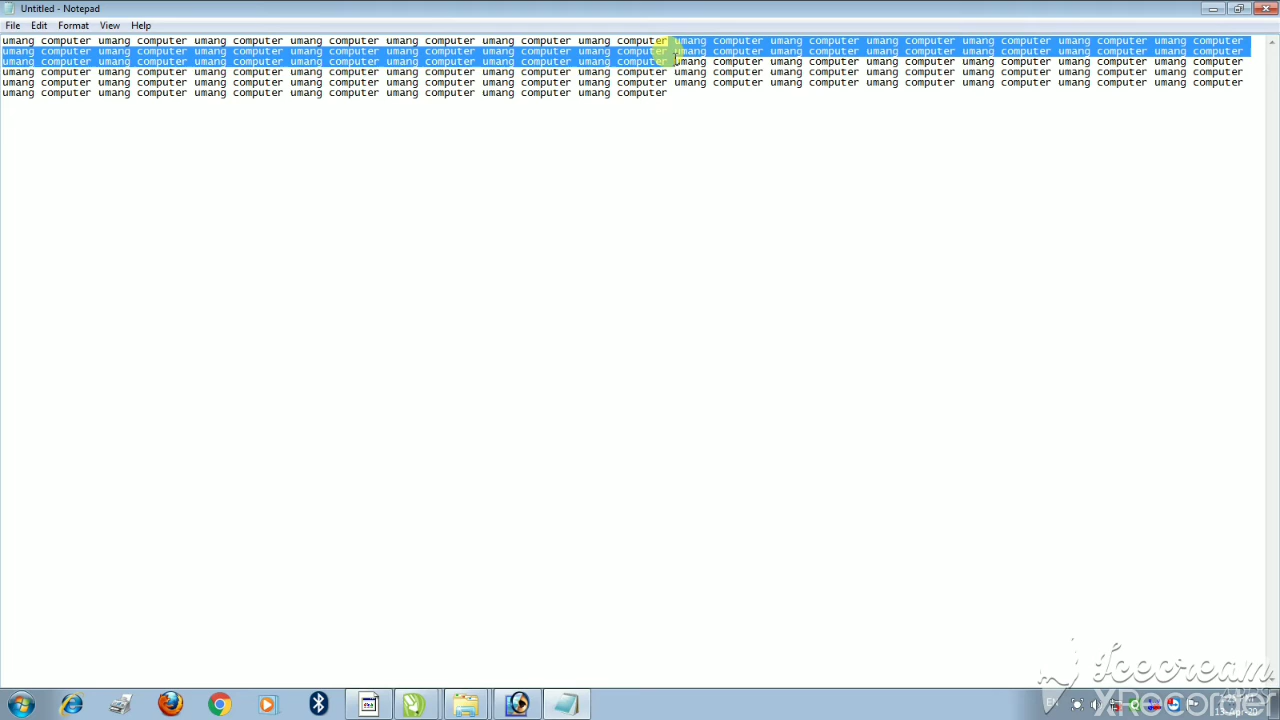 Untitled - Notepad
File Edit Format View Help
umang computer umang computer umang computer umang computer umang computer umang computer umang computer umang computer umang computer umang computer umang computer umang computer umang computer
umang computer umang computer umang computer umang computer umang computer umang computer umang computer umang computer umang computer umang computer umang computer umang computer umang computer
umang computer umang computer umang computer umang computer umang computer umang computer umang computer umang computer umang computer umang computer umang computer umang computer umang computer
umang computer umang computer umang computer umang computer umang computer umang computer umang computer umang computer umang computer umang computer umang computer umang computer umang computer
umang computer umang computer umang computer umang computer umang computer umang computer umang computer umang computer umang computer umang computer umang computer umang computer umang computer
umang computer umang computer umang computer umang computer umang computer umang computer umang computer
Icecream
XRecorder
EN
13-Apr-20